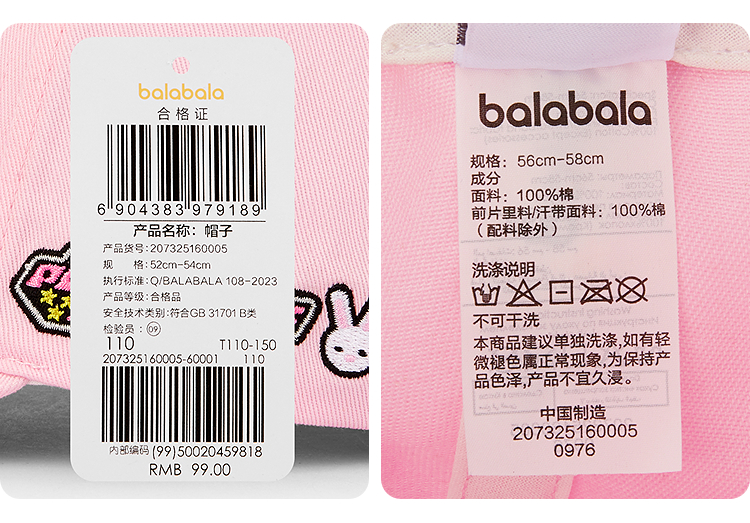 balabala
合格证
6 904383 979189
产品名称：帽子
产品货号：207325160005
规 格：52cm-54cm
执行标准：Q/BALABALA 108-2023
产品等级：合格品
安全技术类别：符合GB 31701 B类
检验员：09
110 T110-150
207325160005-60001 110
内部编码 (99)50020459818
RMB 99.00
balabala
规格：56cm-58cm
成分
面料：100%棉
前片里料/汗带面料：100%棉
（配料除外）
洗涤说明
不可干洗
本商品建议单独洗涤，如有轻
微褪色属正常现象，为保持产
品色泽，产品不宜久浸。
中国制造
207325160005
0976